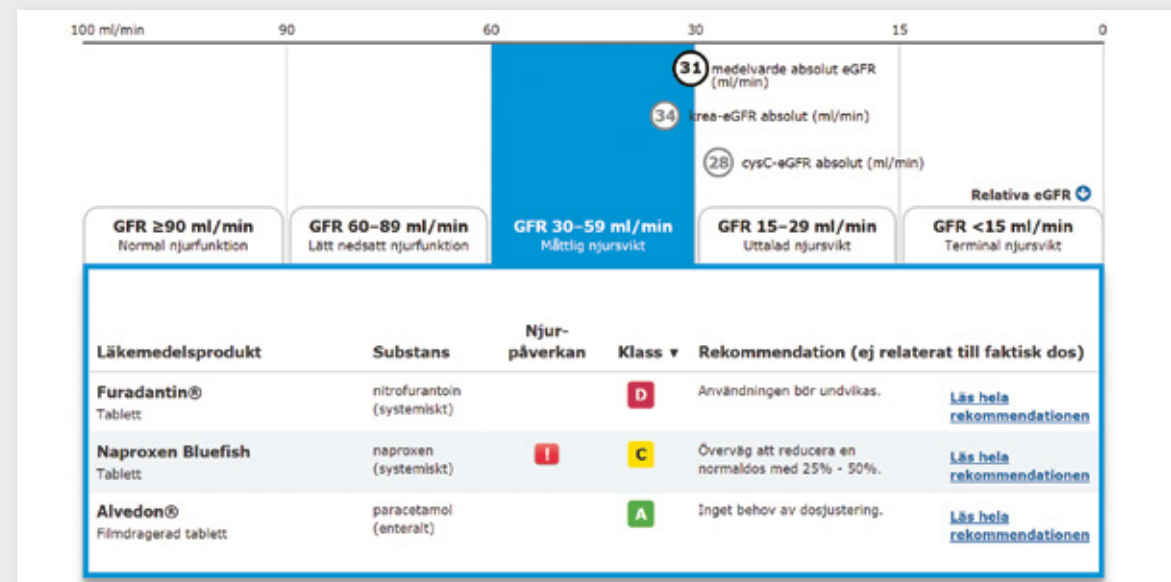 100 ml/min 90 60 30 15 0
31 medelvarde absolut eGFR
(ml/min)
34 krea-eGFR absolut (ml/min)
28 cysC-eGFR absolut (ml/min)
Relativa eGFR
GFR ≥90 ml/min GFR 60–89 ml/min GFR 30–59 ml/min GFR 15–29 ml/min GFR <15 ml/min
Normal njurfunktion Lätt nedsatt njurfunktion Måttlig njursvikt Uttalad njursvikt Terminal njursvikt
Njur-
Läkemedelsprodukt Substans påverkan Klass ▼ Rekommendation (ej relaterat till faktisk dos)
Furadantin® nitrofurantoin D Användningen bör undvikas. Läs hela
Tablett (systemiskt) rekommendationen
Naproxen Bluefish naproxen ! C Överväg att reducera en Läs hela
Tablett (systemiskt) normaldos med 25% - 50%. rekommendationen
Alvedon® paracetamol A Inget behov av dosjustering. Läs hela
Filmdragerad tablett (enteralt) rekommendationen